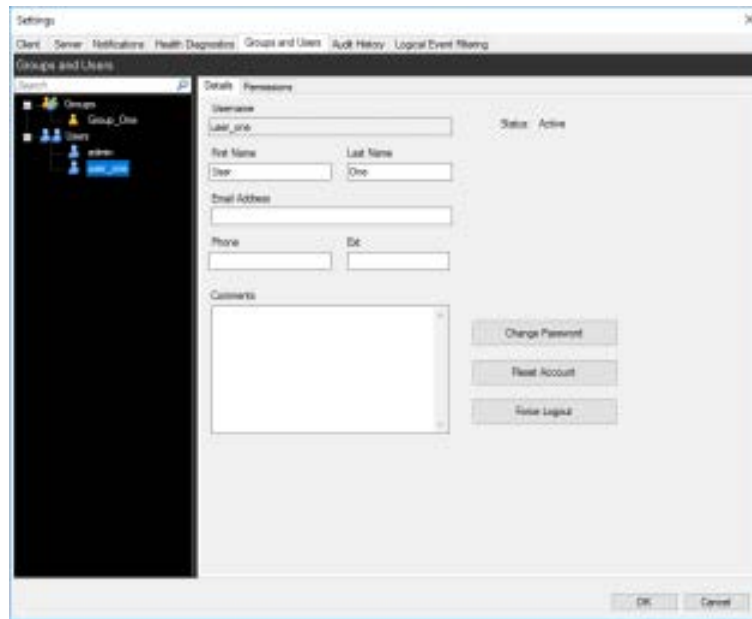 Settings
Client Server Notifications Health Diagnostics Groups and Users Audit History Logical Event Filtering
Groups and Users
Search
Details Permissions
Groups
Group_One
Users
admin
user_one
Username
user_one
Status: Active
First Name Last Name
User One
Email Address
Phone Ext
Comments
Change Password
Reset Account
Force Logout
OK Cancel